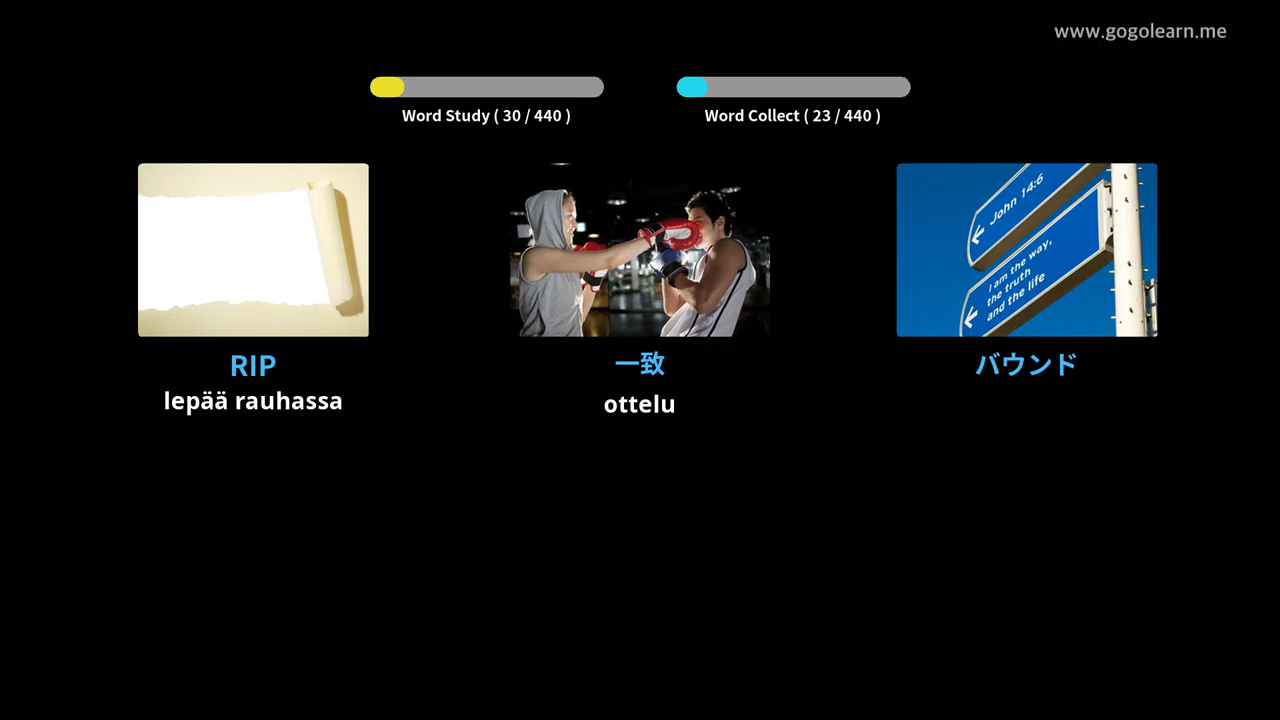 www.gogolearn.me
Word Study ( 30 / 440 )
Word Collect ( 23 / 440 )
John 14:6
I am the way,
the truth
and the life
RIP
一致
バウンド
lepää rauhassa
ottelu